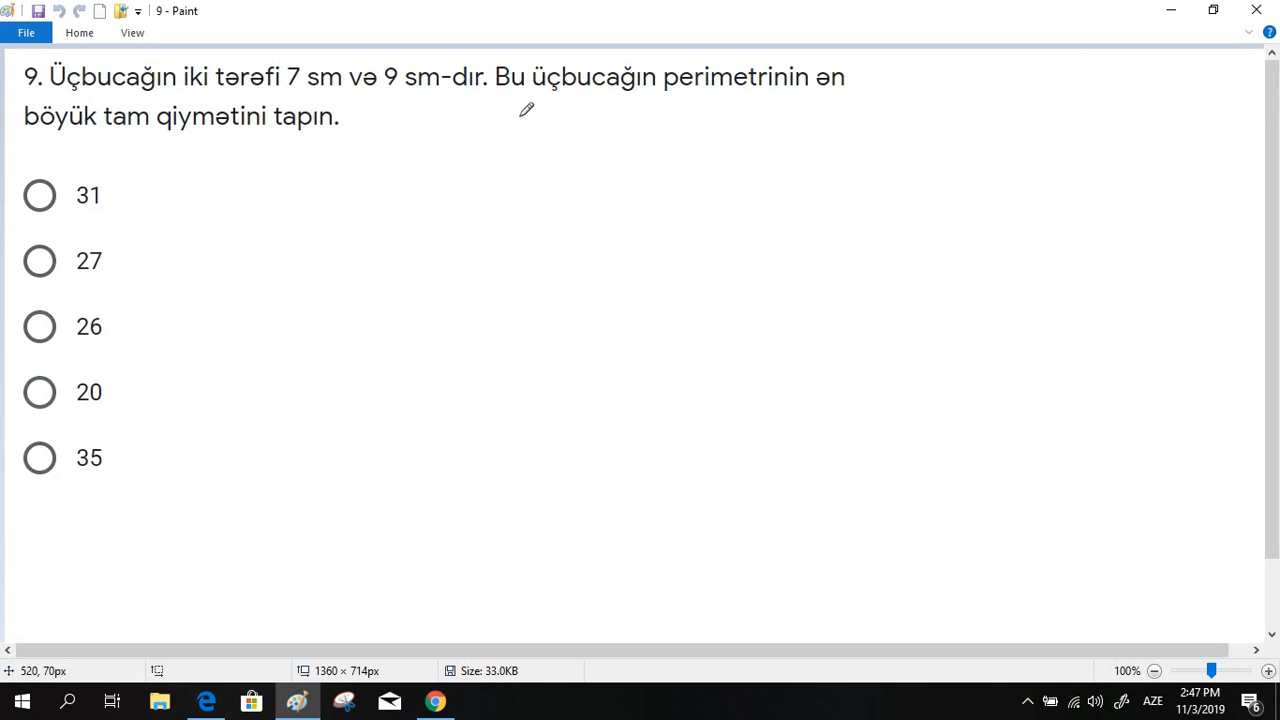 9 - Paint
File Home View
9. Üçbucağın iki tərəfi 7 sm və 9 sm-dır. Bu üçbucağın perimetrinin ən
böyük tam qiymətini tapın.
31
27
26
20
35
520, 70px 1360 × 714px Size: 33.0KB 100%
AZE
2:47 PM
11/3/2019
6